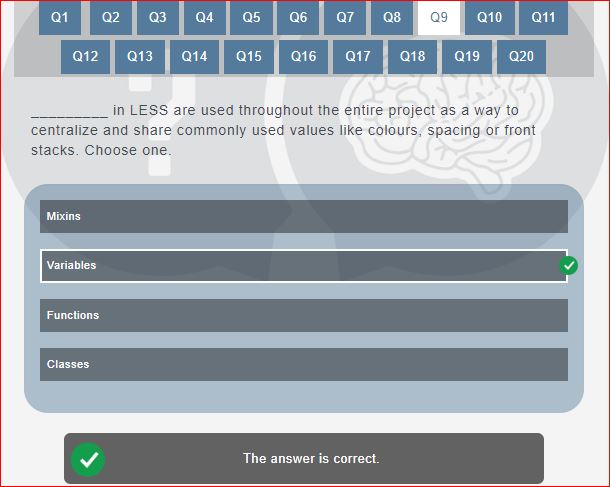 Q1 Q2 Q3 Q4 Q5 Q6 Q7 Q8 Q9 Q10 Q11
Q12 Q13 Q14 Q15 Q16 Q17 Q18 Q19 Q20
_________ in LESS are used throughout the entire project as a way to
centralize and share commonly used values like colours, spacing or front
stacks. Choose one.
Mixins
Variables
Functions
Classes
The answer is correct.